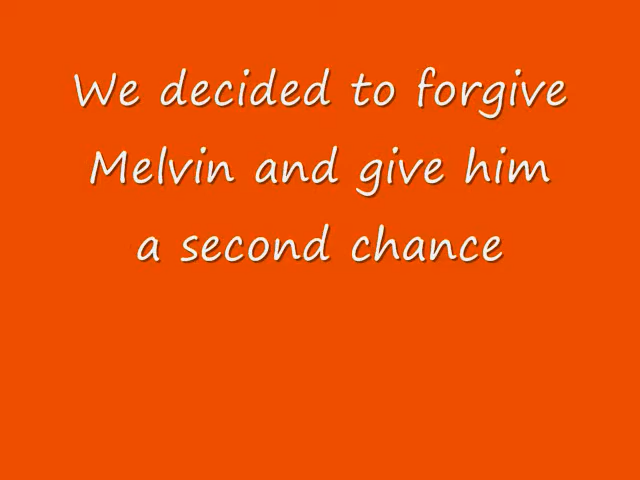 We decided to forgive
Melvin and give him
a second chance